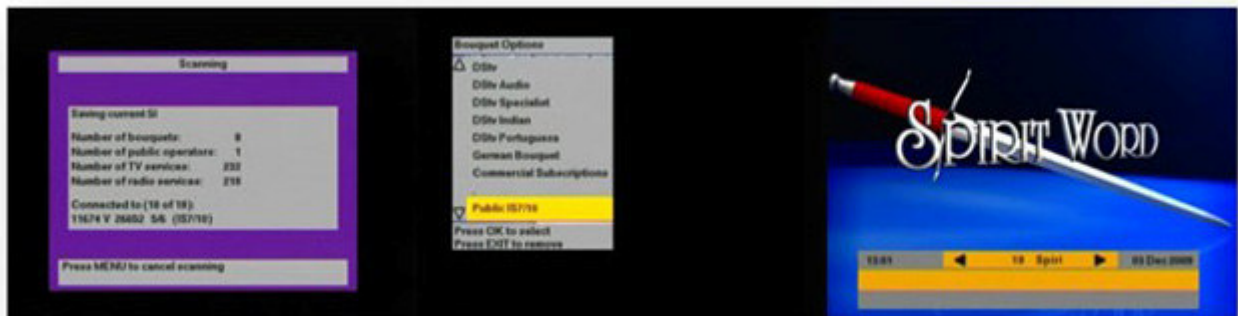 Scanning
Saving current SI
Number of bouquets: 8
Number of public operators: 1
Number of TV services: 232
Number of radio services: 218
Connected to (18 of 18)
11674 V 26652 5/6 (IS7/10)
Press MENU to cancel scanning
Bouquet Options
DStv
DStv Audio
DStv Specialist
DStv Indian
DStv Portuguesa
German Bouquet
Commercial Subscriptions
Public IS7/10
Press OK to select
Press EXIT to remove
SPIRIT WORD
13:01
18 Spiri
03 Dec 2009